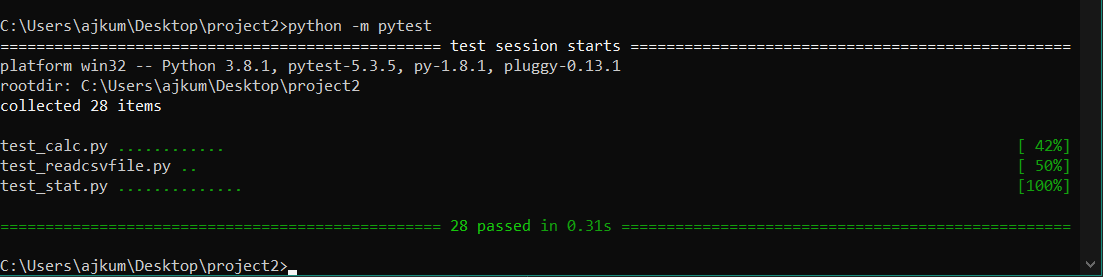 C:\Users\ajkum\Desktop\project2>python -m pytest
================================================= test session starts =================================================
platform win32 -- Python 3.8.1, pytest-5.3.5, py-1.8.1, pluggy-0.13.1
rootdir: C:\Users\ajkum\Desktop\project2
collected 28 items
test_calc.py ............ [ 42%]
test_readcsvfile.py .. [ 50%]
test_stat.py .............. [100%]
================================================= 28 passed in 0.31s ==================================================
C:\Users\ajkum\Desktop\project2>